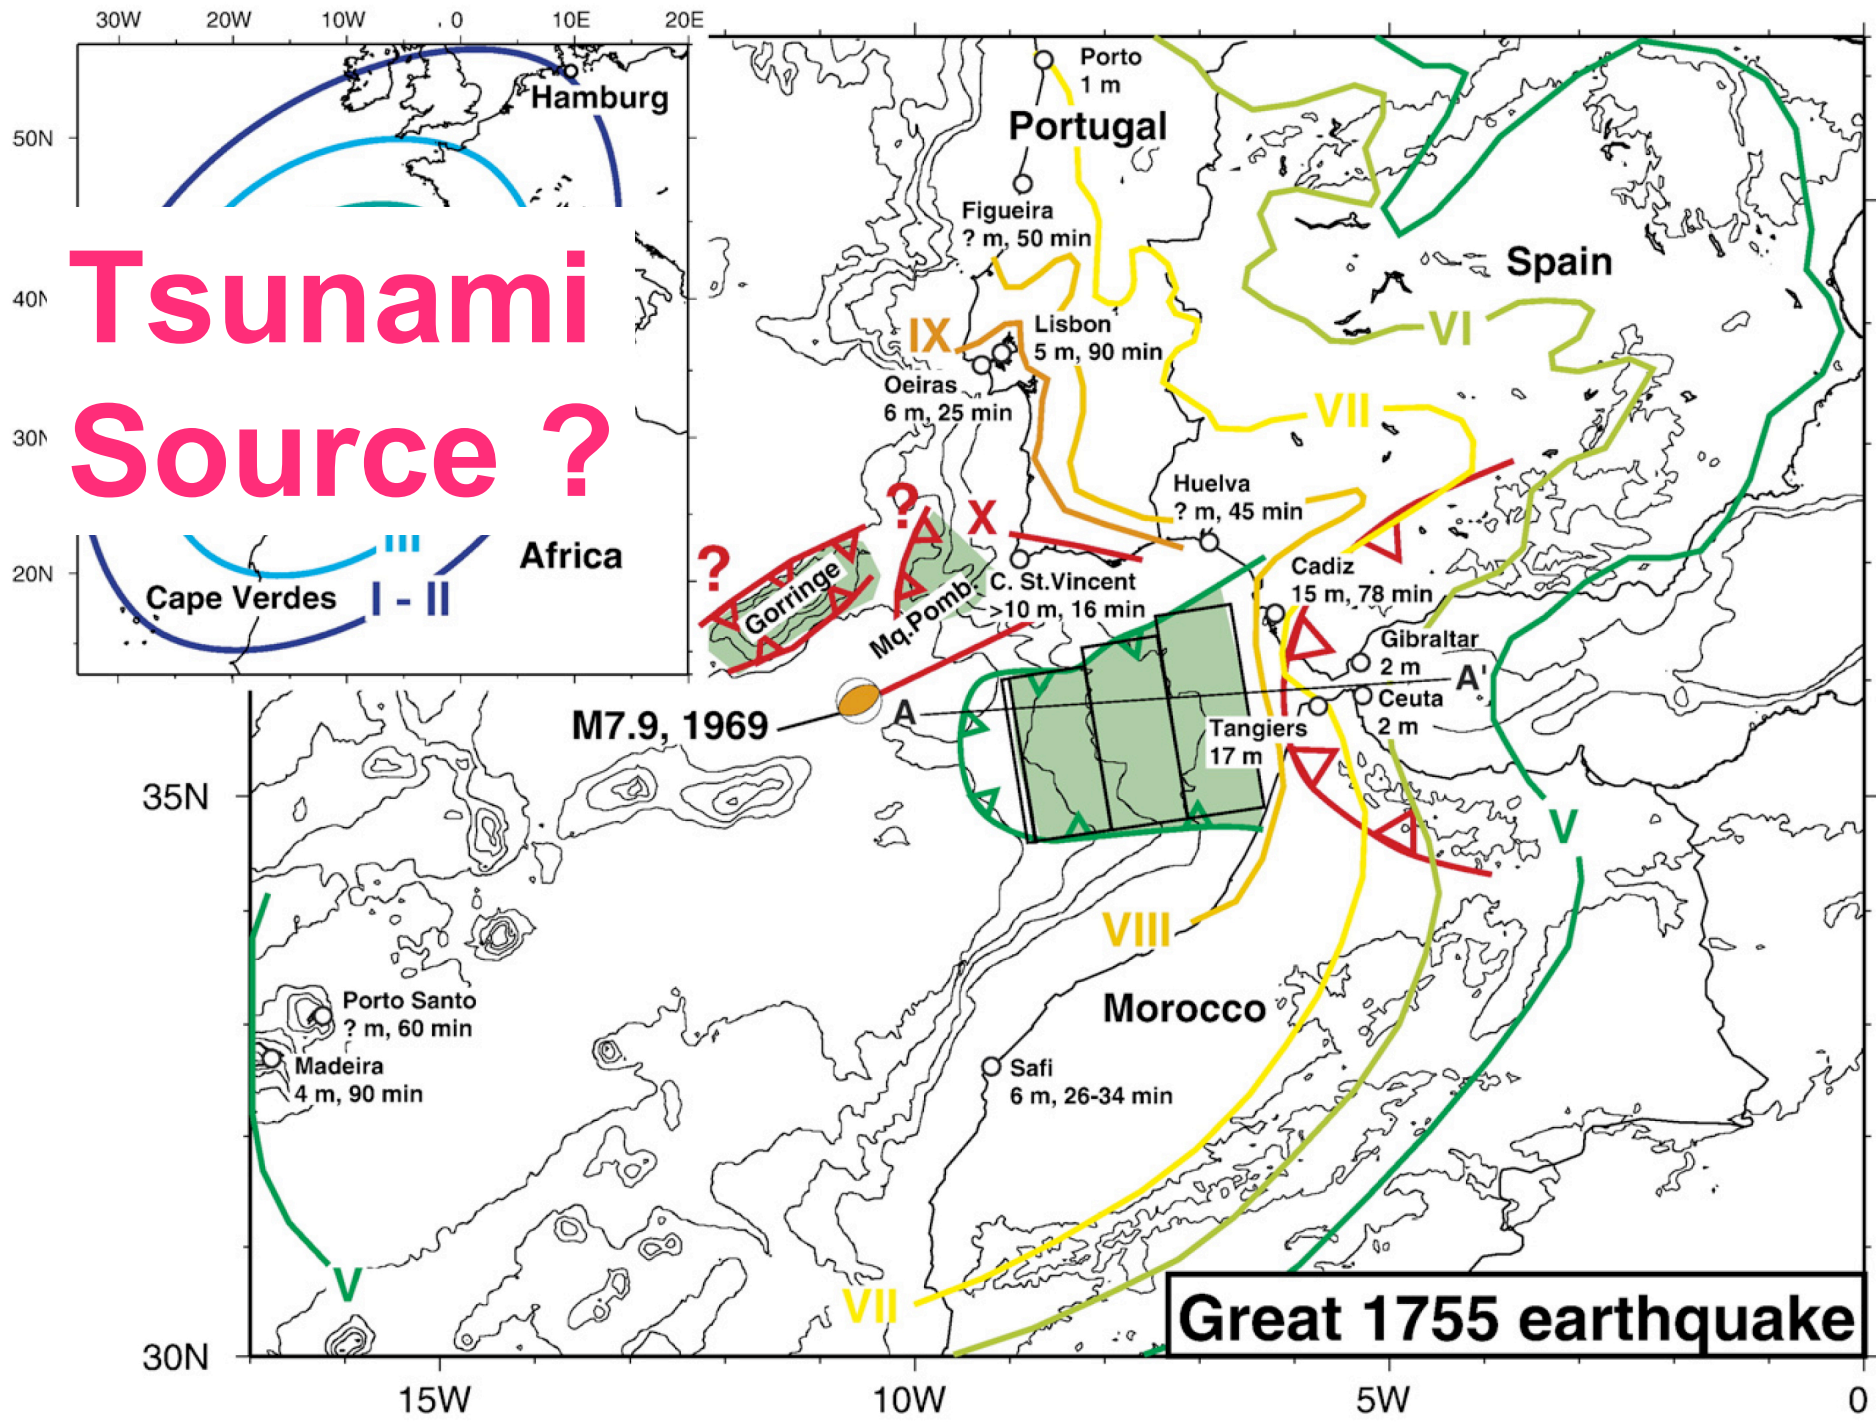 30W 20W 10W 0 10E 20E
50N
40N
30N
20N
Hamburg
Tsunami
Source ?
III
Africa
Cape Verdes
I - II
Porto
1 m
Portugal
Figueira
? m, 50 min
Spain
IX
Lisbon
5 m, 90 min
VI
Oeiras
6 m, 25 min
VII
Huelva
? m, 45 min
?
X
?
Gorringe
Mq.Pomb.
C. St.Vincent
>10 m, 16 min
Cadiz
15 m, 78 min
Gibraltar
2 m
A
A'
Ceuta
2 m
M7.9, 1969
Tangiers
17 m
35N
V
VIII
Morocco
Porto Santo
? m, 60 min
Madeira
4 m, 90 min
Safi
6 m, 26-34 min
V
VII
Great 1755 earthquake
30N
15W 10W 5W 0